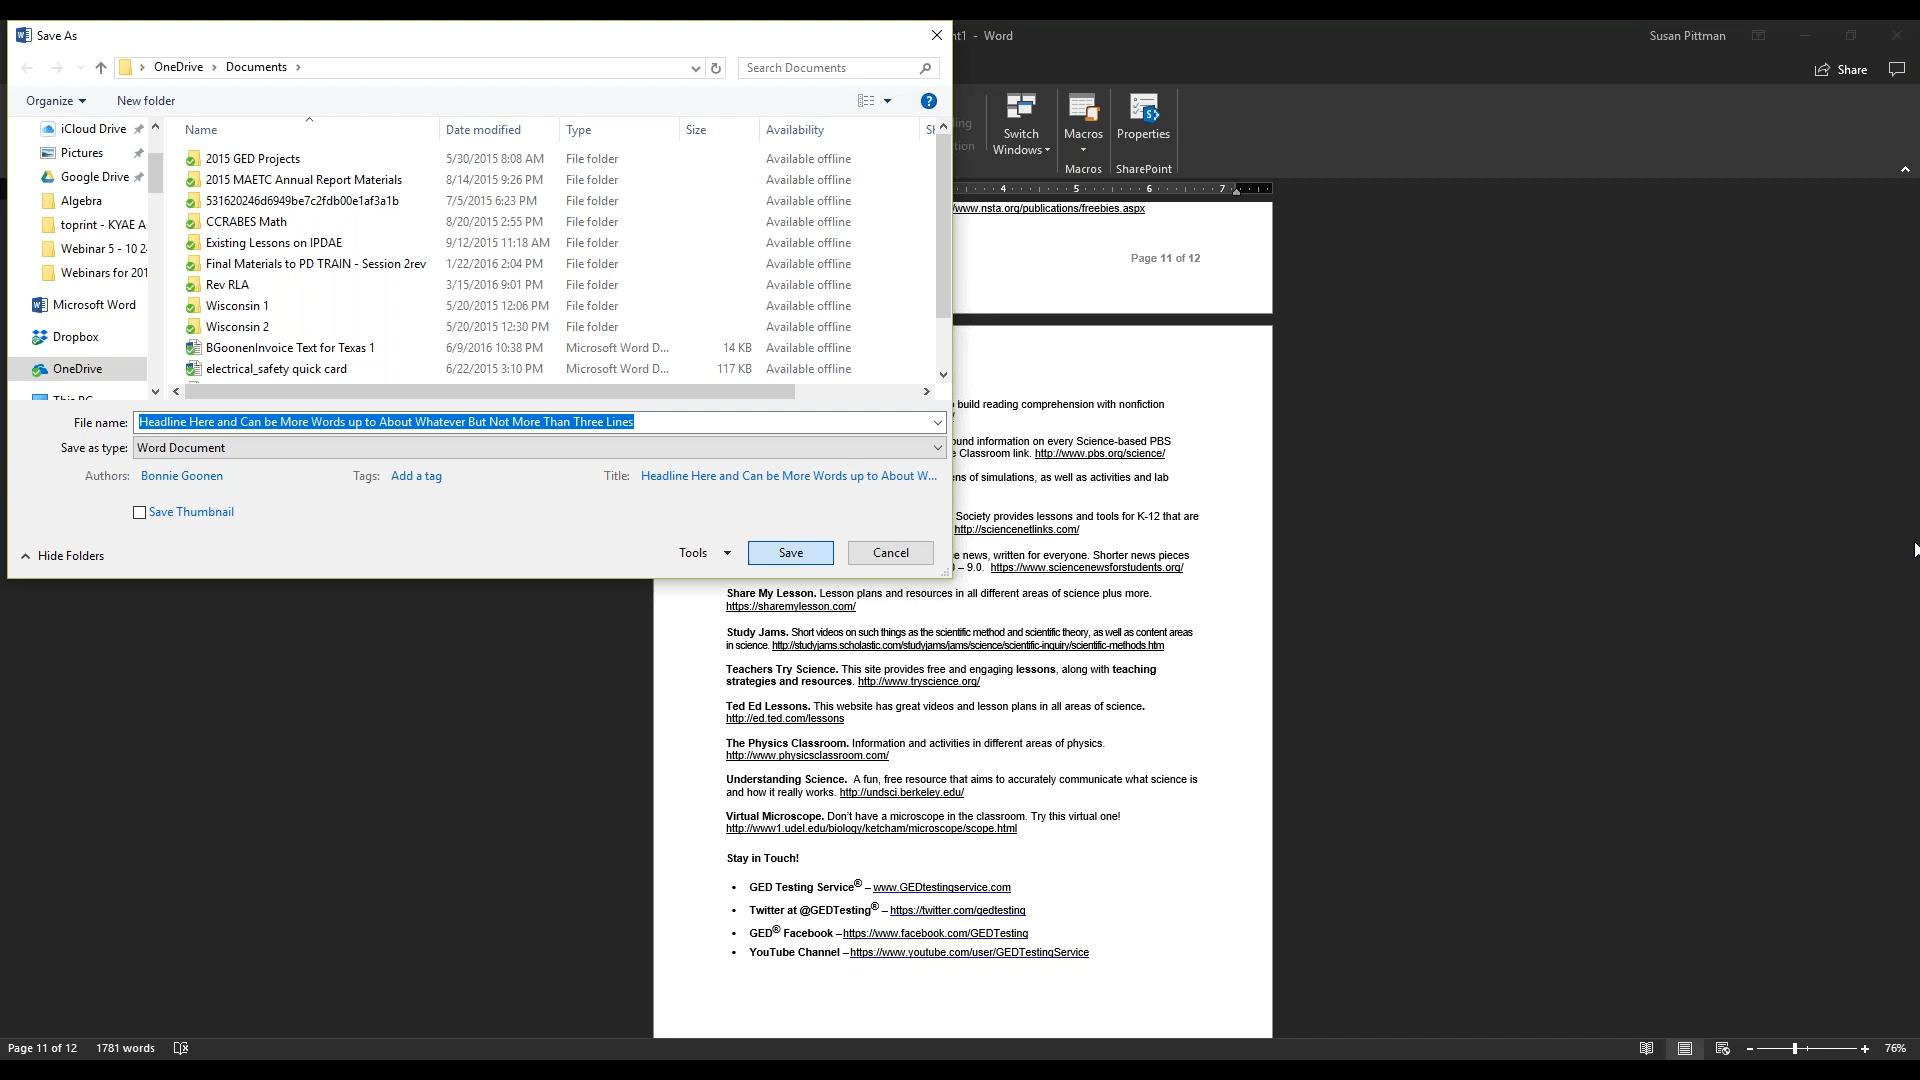 Save As
nt1 - Word
Susan Pittman
OneDrive
Documents
Search Documents
Share
Organize
New folder
Switch Windows
Macros
Properties
Macros
SharePoint
iCloud Drive
Pictures
Google Drive
Algebra
toprint - KYAE A
Webinar 5 - 10 2
Webinars for 201
Microsoft Word
Dropbox
OneDrive
This PC
Name Date modified Type Size Availability
2015 GED Projects 5/30/2015 8:08 AM File folder Available offline
2015 MAETC Annual Report Materials 8/14/2015 9:26 PM File folder Available offline
531620246d6949be7c2fdb00e1af3a1b 7/5/2015 6:23 PM File folder Available offline
CCRABES Math 8/20/2015 2:55 PM File folder Available offline
Existing Lessons on IPDAE 9/12/2015 11:18 AM File folder Available offline
Final Materials to PD TRAIN - Session 2rev 1/22/2016 2:04 PM File folder Available offline
Rev RLA 3/15/2016 9:01 PM File folder Available offline
Wisconsin 1 5/20/2015 12:06 PM File folder Available offline
Wisconsin 2 5/20/2015 12:30 PM File folder Available offline
BGoonenInvoice Text for Texas 1 6/9/2016 10:38 PM Microsoft Word D... 14 KB Available offline
electrical_safety quick card 6/22/2015 3:10 PM Microsoft Word D... 117 KB Available offline
File name: Headline Here and Can be More Words up to About Whatever But Not More Than Three Lines
Save as type: Word Document
Authors: Bonnie Goonen Tags: Add a tag Title: Headline Here and Can be More Words up to About W...
Save Thumbnail
Hide Folders
Tools
Save
Cancel
4 5 6 7
/www.nsta.org/publications/freebies.aspx
Page 11 of 12
build reading comprehension with nonfiction
und information on every Science-based PBS
e Classroom link. http://www.pbs.org/science/
ns of simulations, as well as activities and lab
Society provides lessons and tools for K-12 that are
http://sciencenetlinks.com/
e news, written for everyone. Shorter news pieces
0 – 9.0. https://www.sciencenewsforstudents.org/
Share My Lesson. Lesson plans and resources in all different areas of science plus more.
https://sharemylesson.com/
Study Jams. Short videos on such things as the scientific method and scientific theory, as well as content areas
in science. http://studyjams.scholastic.com/studyjams/jams/science/scientific-inquiry/scientific-methods.htm
Teachers Try Science. This site provides free and engaging lessons, along with teaching
strategies and resources. http://www.tryscience.org/
Ted Ed Lessons. This website has great videos and lesson plans in all areas of science.
http://ed.ted.com/lessons
The Physics Classroom. Information and activities in different areas of physics.
http://www.physicsclassroom.com/
Understanding Science. A fun, free resource that aims to accurately communicate what science is
and how it really works. http://undsci.berkeley.edu/
Virtual Microscope. Don't have a microscope in the classroom. Try this virtual one!
http://www1.udel.edu/biology/ketcham/microscope/scope.html
Stay in Touch!
• GED Testing Service® – www.GEDtestingservice.com
• Twitter at @GEDTesting® – https://twitter.com/gedtesting
• GED® Facebook –https://www.facebook.com/GEDTesting
• YouTube Channel –https://www.youtube.com/user/GEDTestingService
Page 11 of 12 1781 words
76%